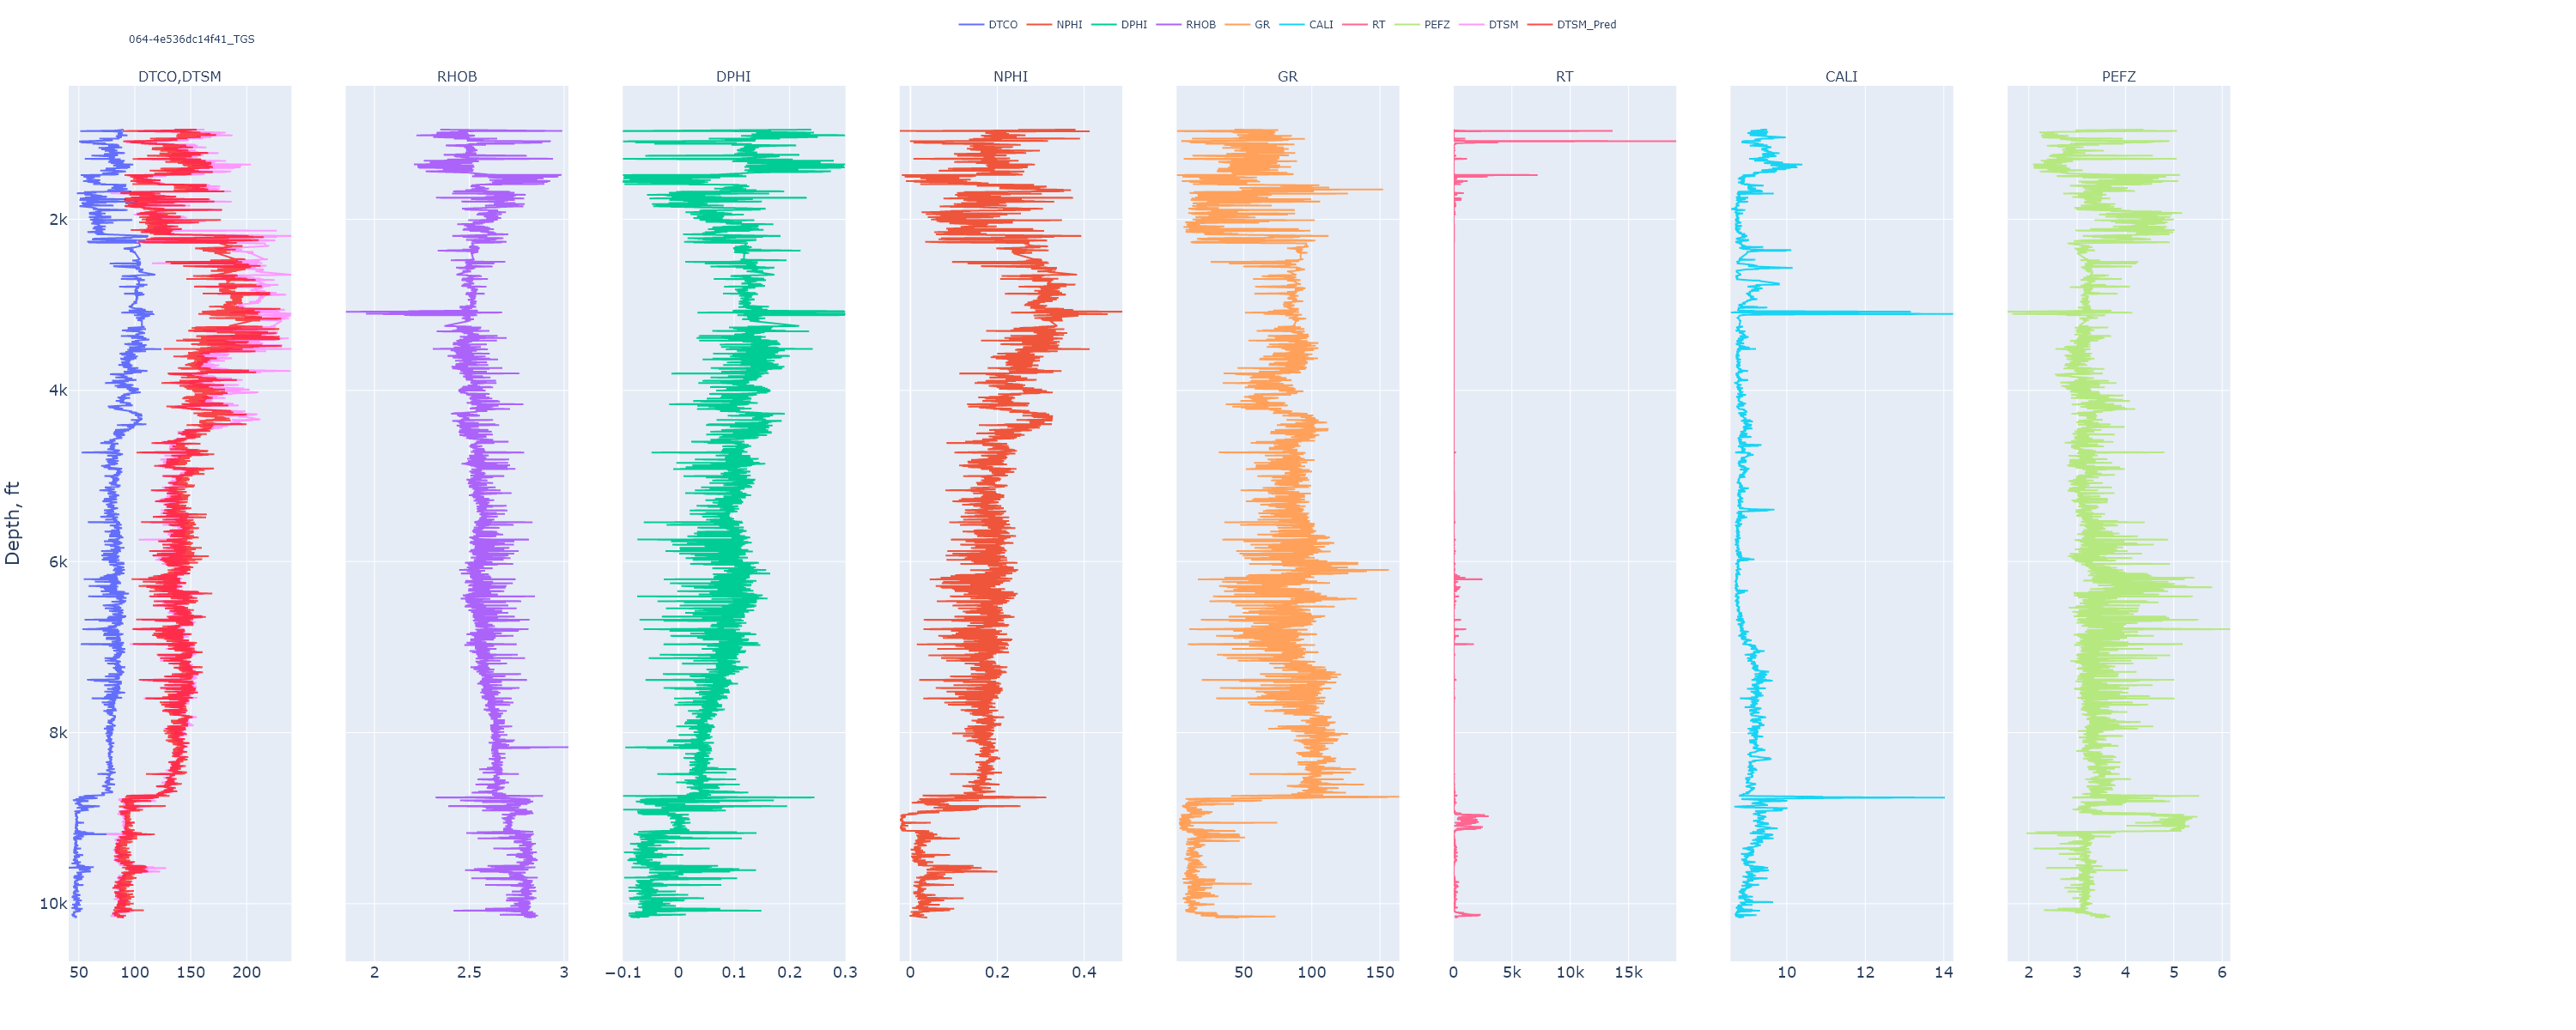 DTCO NPHI DPHI RHOB GR CALI RT PEFZ DTSM DTSM_Pred
064-4e536dc14f41_TGS
DTCO,DTSM RHOB DPHI NPHI GR RT CALI PEFZ
2k
4k
Depth, ft
6k
8k
10k
50 100 150 200 2 2.5 3 −0.1 0 0.1 0.2 0.3 0 0.2 0.4 50 100 150 0 5k 10k 15k 10 12 14 2 3 4 5 6